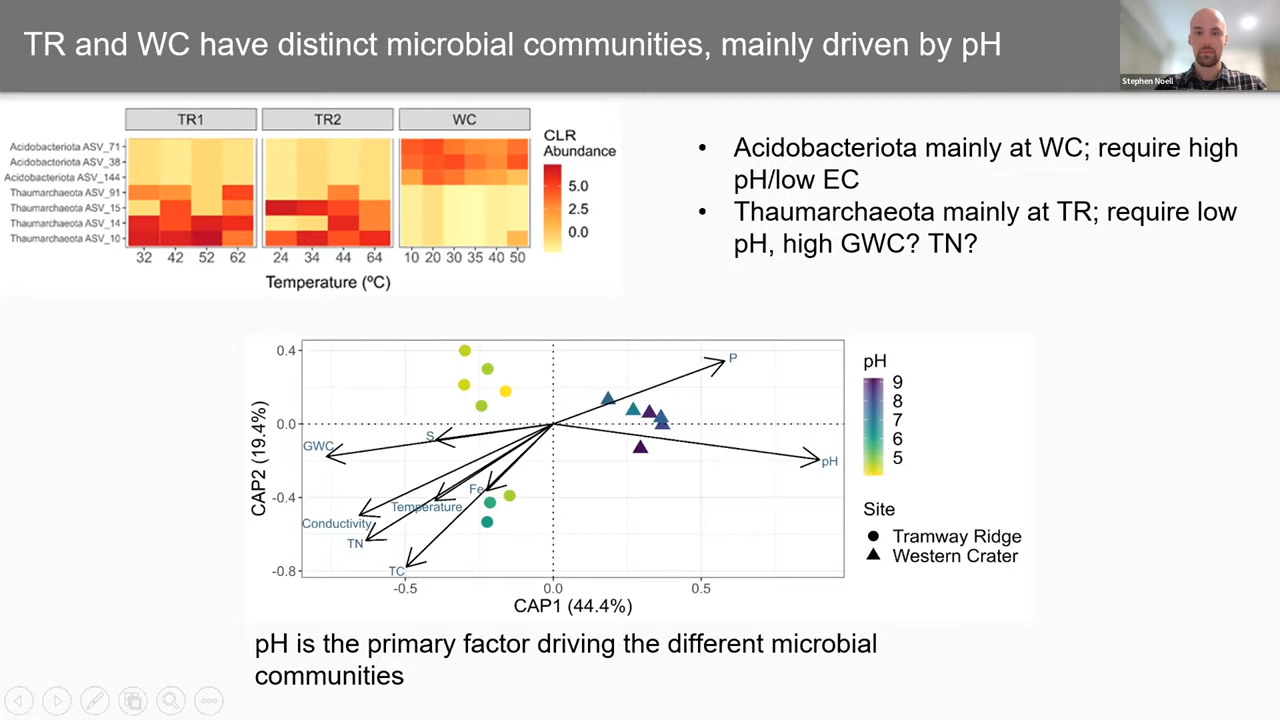 TR and WC have distinct microbial communities, mainly driven by pH
Stephen Noell
TR1
TR2
WC
Acidobacteriota ASV_71
Acidobacteriota ASV_38
Acidobacteriota ASV_144
Thaumarchaeota ASV_91
Thaumarchaeota ASV_15
Thaumarchaeota ASV_14
Thaumarchaeota ASV_10
32 42 52 62
24 34 44 64
10 20 30 35 40 50
Temperature (ºC)
CLR
Abundance
5.0
2.5
0.0
• Acidobacteriota mainly at WC; require high
pH/low EC
• Thaumarchaeota mainly at TR; require low
pH, high GWC? TN?
CAP2 (19.4%)
0.4
0.0
-0.4
-0.8
P
GWC
S
pH
Fe
Temperature
Conductivity
TN
TC
-0.5 0.0 0.5
CAP1 (44.4%)
pH
9
8
7
6
5
Site
Tramway Ridge
Western Crater
pH is the primary factor driving the different microbial
communities